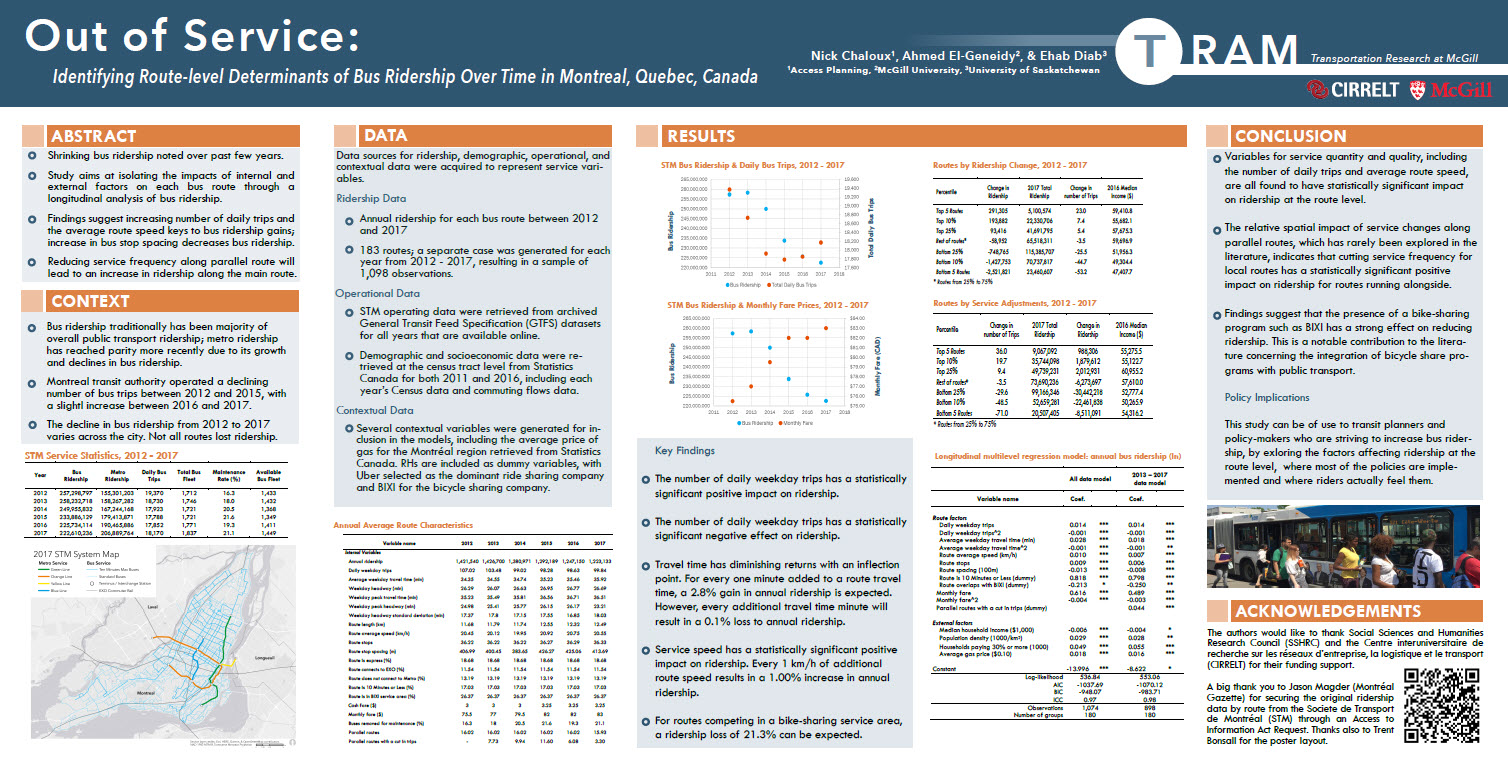 Out of Service:
Identifying Route-level Determinants of Bus Ridership Over Time in Montreal, Quebec, Canada
Nick Chaloux¹, Ahmed El-Geneidy², & Ehab Diab³
¹Access Planning, ²McGill University, ³University of Saskatchewan
TRAM
Transportation Research at McGill
CIRRELT McGill
ABSTRACT
Shrinking bus ridership noted over past few years.
Study aims at isolating the impacts of internal and
external factors on each bus route through a
longitudinal analysis of bus ridership.
Findings suggest increasing number of daily trips and
the average route speed keys to bus ridership gains;
increase in bus stop spacing decreases bus ridership.
Reducing service frequency along parallel route will
lead to an increase in ridership along the main route.
CONTEXT
Bus ridership traditionally has been majority of
overall public transport ridership; metro ridership
has reached parity more recently due to its growth
and declines in bus ridership.
Montreal transit authority operated a declining
number of bus trips between 2012 and 2015, with
a slightl increase between 2016 and 2017.
The decline in bus ridership from 2012 to 2017
varies across the city. Not all routes lost ridership.
STM Service Statistics, 2012 - 2017
Year Bus Ridership Metro Ridership Daily Bus Trips Total Bus Fleet Maintenance Rate (%) Available Bus Fleet
2012 257,298,797 155,301,203 19,370 1,712 16.3 1,433
2013 258,232,718 158,267,282 18,730 1,746 18.0 1,432
2014 249,955,832 167,244,168 17,923 1,721 20.5 1,368
2015 233,886,129 179,413,871 17,788 1,721 21.6 1,349
2016 225,734,114 190,465,886 17,852 1,771 19.3 1,411
2017 222,610,236 206,889,764 18,170 1,837 21.1 1,449
2017 STM System Map
Metro Service Bus Service
Green Line Ten Minutes Max Buses
Orange Line Standard Buses
Yellow Line Terminus / Interchange Station
Blue Line EXO Commuter Rail
Laval
Longueuil
Montreal
DATA
Data sources for ridership, demographic, operational, and
contextual data were acquired to represent service vari-
ables.
Ridership Data
Annual ridership for each bus route between 2012
and 2017
183 routes; a separate case was generated for each
year from 2012 - 2017, resulting in a sample of
1,098 observations.
Operational Data
STM operating data were retrieved from archived
General Transit Feed Specification (GTFS) datasets
for all years that are available online.
Demographic and socioeconomic data were re-
trieved at the census tract level from Statistics
Canada for both 2011 and 2016, including each
year's Census data and commuting flows data.
Contextual Data
Several contextual variables were generated for in-
clusion in the models, including the average price of
gas for the Montréal region retrieved from Statistics
Canada. RHs are included as dummy variables, with
Uber selected as the dominant ride sharing company
and BIXI for the bicycle sharing company.
Annual Average Route Characteristics
Variable name 2012 2013 2014 2015 2016 2017
Internal Variables
Annual ridership 1,421,540 1,426,700 1,380,971 1,292,189 1,247,150 1,223,133
Daily weekday trips 107.02 103.48 99.02 98.28 98.63 99.84
Average weekday travel time (min) 34.35 34.55 34.74 35.23 35.46 35.92
Weekday headway (min) 26.29 26.07 26.63 26.95 26.77 26.69
Weekday peak travel time (min) 35.23 35.49 35.81 36.56 36.71 36.51
Weekday peak headway (min) 24.98 25.41 25.77 26.15 26.17 23.21
Weekday headway standard deviation (min) 17.37 17.8 17.15 17.55 16.85 18.03
Route length (km) 11.68 11.79 11.74 12.55 12.32 12.49
Route average speed (km/h) 20.45 20.12 19.95 20.92 20.75 20.55
Route stops 36.22 36.22 36.22 36.27 36.29 36.33
Route stop spacing (m) 406.99 400.45 383.65 426.27 425.06 413.69
Route is express (%) 18.68 18.68 18.68 18.68 18.68 18.68
Route connects to EXO (%) 11.54 11.54 11.54 11.54 11.54 11.54
Route does not connect to Metro (%) 13.19 13.19 13.19 13.19 13.19 13.19
Route is 10 Minutes or Less (%) 17.03 17.03 17.03 17.03 17.03 17.03
Route is in BIXI service area (%) 26.37 26.37 26.37 26.37 26.37 26.37
Cash fare ($) 3 3 3 3.25 3.25 3.25
Monthly fare ($) 75.5 77 79.5 82 82 83
Buses removed for maintenance (%) 16.3 18 20.5 21.6 19.3 21.1
Parallel routes 16.02 16.02 16.02 16.02 16.02 15.93
Parallel routes with a cut in trips - 7.73 9.94 11.60 6.08 3.30
RESULTS
STM Bus Ridership & Daily Bus Trips, 2012 - 2017
Bus Ridership
265,000,000
260,000,000
255,000,000
250,000,000
245,000,000
240,000,000
235,000,000
230,000,000
225,000,000
220,000,000
19,600
19,400
19,200
19,000
18,800
18,600
18,400
18,200
18,000
17,800
17,600
Total Daily Bus Trips
2011 2012 2013 2014 2015 2016 2017 2018
Bus Ridership Total Daily Bus Trips
STM Bus Ridership & Monthly Fare Prices, 2012 - 2017
Bus Ridership
265,000,000
260,000,000
255,000,000
250,000,000
245,000,000
240,000,000
235,000,000
230,000,000
225,000,000
220,000,000
$84.00
$83.00
$82.00
$81.00
$80.00
$79.00
$78.00
$77.00
$76.00
$75.00
Monthly Fare (CAD)
2011 2012 2013 2014 2015 2016 2017 2018
Bus Ridership Monthly Fare
Key Findings
The number of daily weekday trips has a statistically
significant positive impact on ridership.
The number of daily weekday trips has a statistically
significant negative effect on ridership.
Travel time has diminishing returns with an inflection
point. For every one minute added to a route travel
time, a 2.8% gain in annual ridership is expected.
However, every additional travel time minute will
result in a 0.1% loss to annual ridership.
Service speed has a statistically significant positive
impact on ridership. Every 1 km/h of additional
route speed results in a 1.00% increase in annual
ridership.
For routes competing in a bike-sharing service area,
a ridership loss of 21.3% can be expected.
Routes by Ridership Change, 2012 - 2017
Percentile Change in Ridership 2017 Total Ridership Change in number of Trips 2016 Median Income ($)
Top 5 Routes 291,305 5,100,574 23.0 59,410.8
Top 10% 193,882 22,330,706 7.4 55,682.1
Top 25% 93,416 41,691,795 5.4 57,675.3
Rest of routes* -58,952 65,518,311 -3.5 59,696.9
Bottom 25% -748,765 115,385,707 -25.5 51,956.3
Bottom 10% -1,427,753 70,737,817 -44.7 49,304.4
Bottom 5 Routes -2,521,821 23,460,607 -53.2 47,407.7
* Routes from 25% to 75%
Routes by Service Adjustments, 2012 - 2017
Percentile Change in number of Trips 2017 Total Ridership Change in Ridership 2016 Median Income ($)
Top 5 Routes 36.0 9,067,092 988,306 55,275.5
Top 10% 19.7 35,744,098 1,879,612 55,122.7
Top 25% 9.4 49,739,231 2,012,931 60,955.2
Rest of routes* -3.5 73,690,236 -6,273,697 57,610.0
Bottom 25% -29.6 99,166,346 -30,442,218 52,777.4
Bottom 10% -48.5 52,659,281 -22,461,838 50,265.9
Bottom 5 Routes -71.0 20,507,405 -8,511,091 54,316.2
* Routes from 25% to 75%
Longitudinal multilevel regression model: annual bus ridership (ln)
All data model 2013 – 2017 data model
Variable name Coef. Coef.
Route factors
Daily weekday trips 0.014 *** 0.014 ***
Daily weekday trips^2 -0.001 *** -0.001 ***
Average weekday travel time (min) 0.028 *** 0.018 ***
Average weekday travel time^2 -0.001 *** -0.001 **
Route average speed (km/h) 0.010 *** 0.007 ***
Route stops 0.009 *** 0.006 ***
Route spacing (100m) -0.013 *** -0.008 ***
Route is 10 Minutes or Less (dummy) 0.818 *** 0.798 ***
Route overlaps with BIXI (dummy) -0.213 * -0.250 **
Monthly fare 0.616 *** 0.489 ***
Monthly fare^2 -0.004 *** -0.003 ***
Parallel routes with a cut in trips (dummy) 0.044 ***
External factors
Median household income ($1,000) -0.006 *** -0.004 *
Population density (1000/km²) 0.029 *** 0.028 **
Households paying 30% or more (1000) 0.049 *** 0.055 ***
Average gas price ($0.10) 0.018 *** 0.016 ***
Constant -13.996 *** -8.622 *
Log-likelihood 536.84 553.06
AIC -1037.69 -1070.12
BIC -948.07 -983.71
ICC 0.97 0.98
Observations 1,074 898
Number of groups 180 180
CONCLUSION
Variables for service quantity and quality, including
the number of daily trips and average route speed,
are all found to have statistically significant impact
on ridership at the route level.
The relative spatial impact of service changes along
parallel routes, which has rarely been explored in the
literature, indicates that cutting service frequency for
local routes has a statistically significant positive
impact on ridership for routes running alongside.
Findings suggest that the presence of a bike-sharing
program such as BIXI has a strong effect on reducing
ridership. This is a notable contribution to the litera-
ture concerning the integration of bicycle share pro-
grams with public transport.
Policy Implications
This study can be of use to transit planners and
policy-makers who are striving to increase bus rider-
ship, by exloring the factors affecting ridership at the
route level, where most of the policies are imple-
mented and where riders actually feel them.
ACKNOWLEDGEMENTS
The authors would like to thank Social Sciences and Humanities
Research Council (SSHRC) and the Centre interuniversitaire de
recherche sur les réseaux d'entreprise, la logistique et le transport
(CIRRELT) for their funding support.
A big thank you to Jason Magder (Montréal
Gazette) for securing the original ridership
data by route from the Societe de Transport
de Montréal (STM) through an Access to
Information Act Request. Thanks also to Trent
Bonsall for the poster layout.